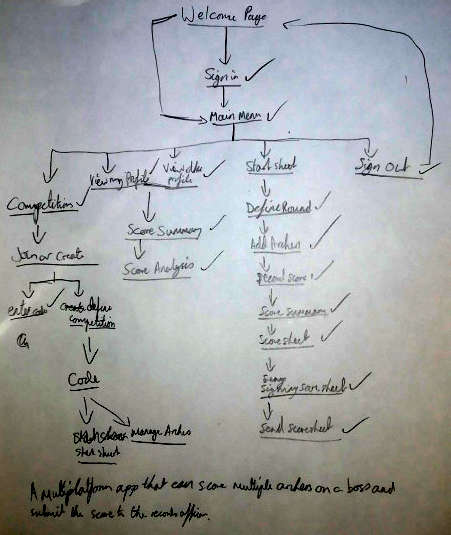 Welcome Page
Sign in
Main Menu
Competition
View my Profile
View other
profile
Start sheet
Sign Out
Score Summary
Define Round
Join or Create
Score Analysis
Add Archers
Record score
enter code
Create define
competition
Score summary
Score sheet
Code
Signing score sheet
Send scoresheet
Manage Archers
start sheet
A multiplatform app that can score multiple archers on a boss and
submit the score to the records officer.